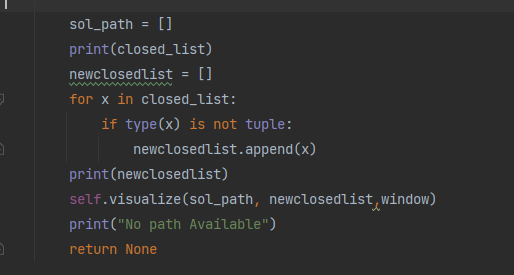 sol_path = []
print(closed_list)
newclosedlist = []
for x in closed_list:
if type(x) is not tuple:
newclosedlist.append(x)
print(newclosedlist)
self.visualize(sol_path, newclosedlist,window)
print("No path Available")
return None